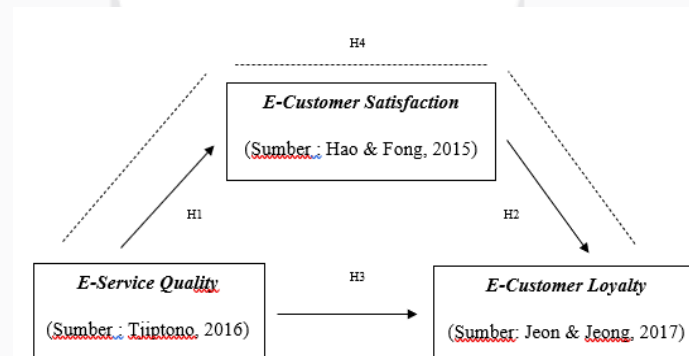 H4
E-Customer Satisfaction
(Sumber : Hao & Fong, 2015)
H1
H2
E-Service Quality
(Sumber : Tjiptono, 2016)
H3
E-Customer Loyalty
(Sumber: Jeon & Jeong, 2017)